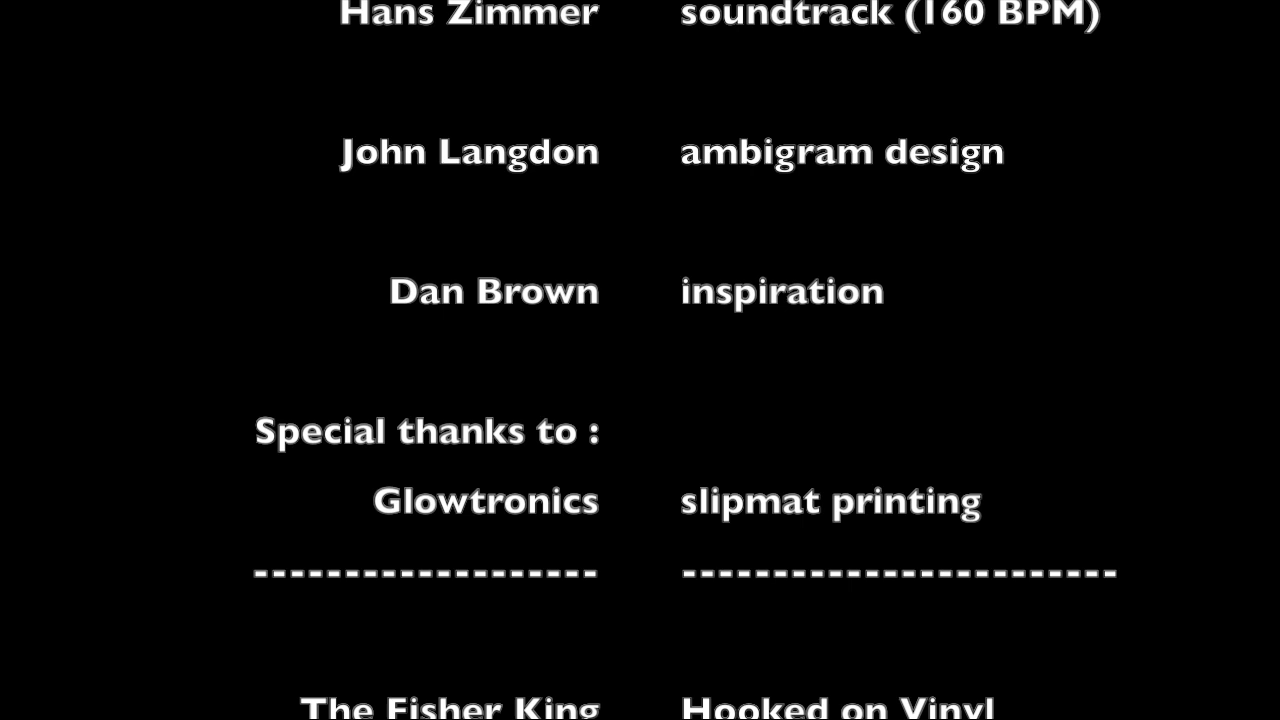 Hans Zimmer soundtrack (160 BPM)
John Langdon ambigram design
Dan Brown inspiration
Special thanks to :
Glowtronics slipmat printing
------------------- ------------------------
The Fisher King Hooked on Vinyl